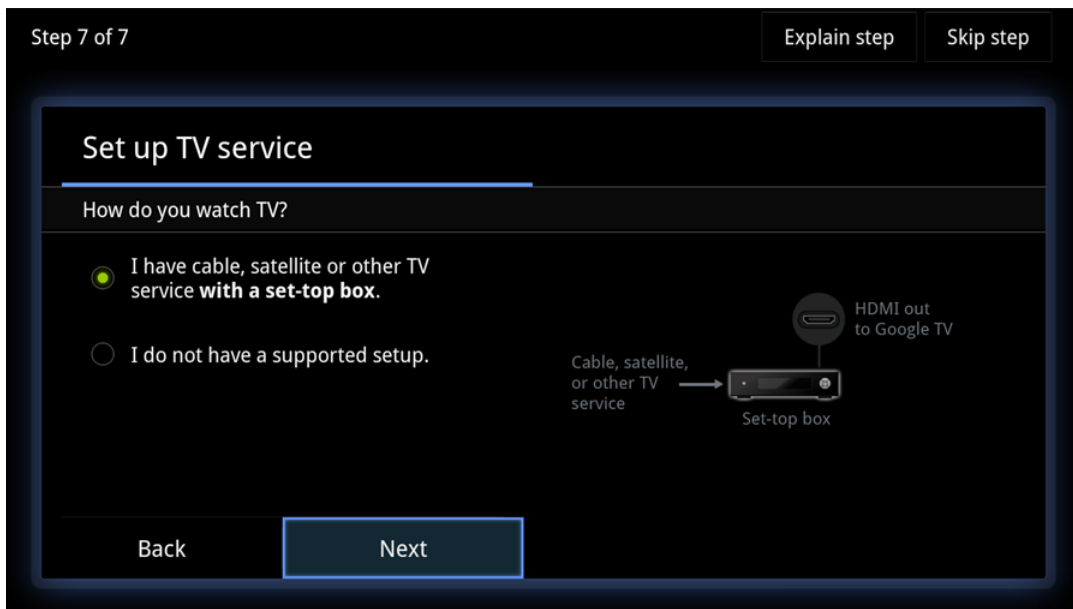 Step 7 of 7
Explain step
Skip step
Set up TV service
How do you watch TV?
I have cable, satellite or other TV
service with a set-top box.
I do not have a supported setup.
HDMI out
to Google TV
Cable, satellite,
or other TV
service
Set-top box
Back
Next